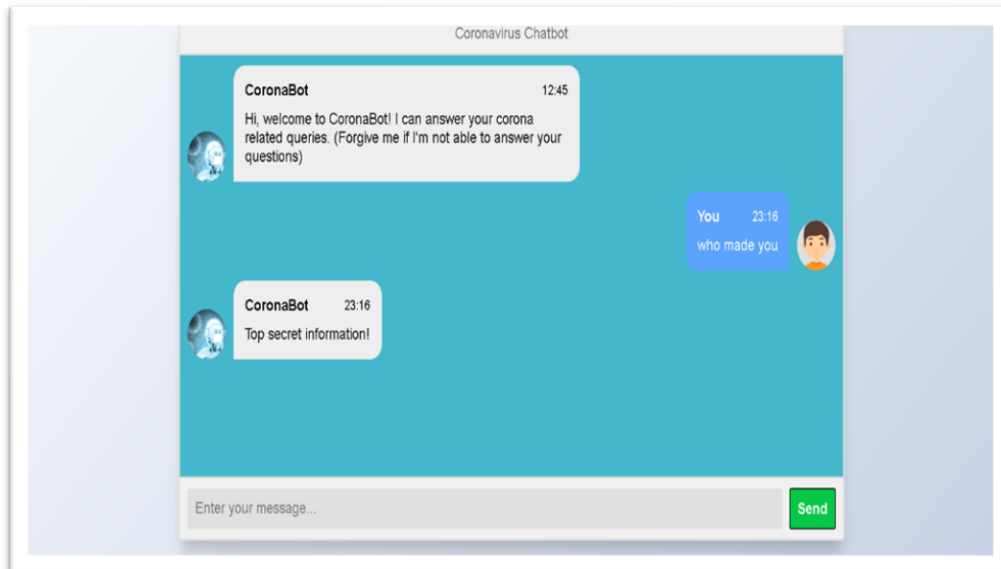 Coronavirus Chatbot
CoronaBot 12:45
Hi, welcome to CoronaBot! I can answer your corona
related queries. (Forgive me if I'm not able to answer your
questions)
You 23:16
who made you
CoronaBot 23:16
Top secret information!
Enter your message...
Send